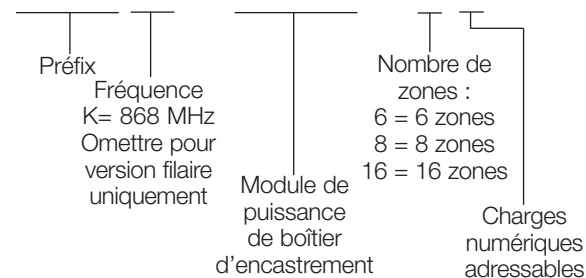 Préfix
Fréquence
K= 868 MHz
Omettre pour
version filaire
uniquement
Module de
puissance
de boîtier
d'encastrement
Nombre de
zones :
6 = 6 zones
8 = 8 zones
16 = 16 zones
Charges
numériques
adressables